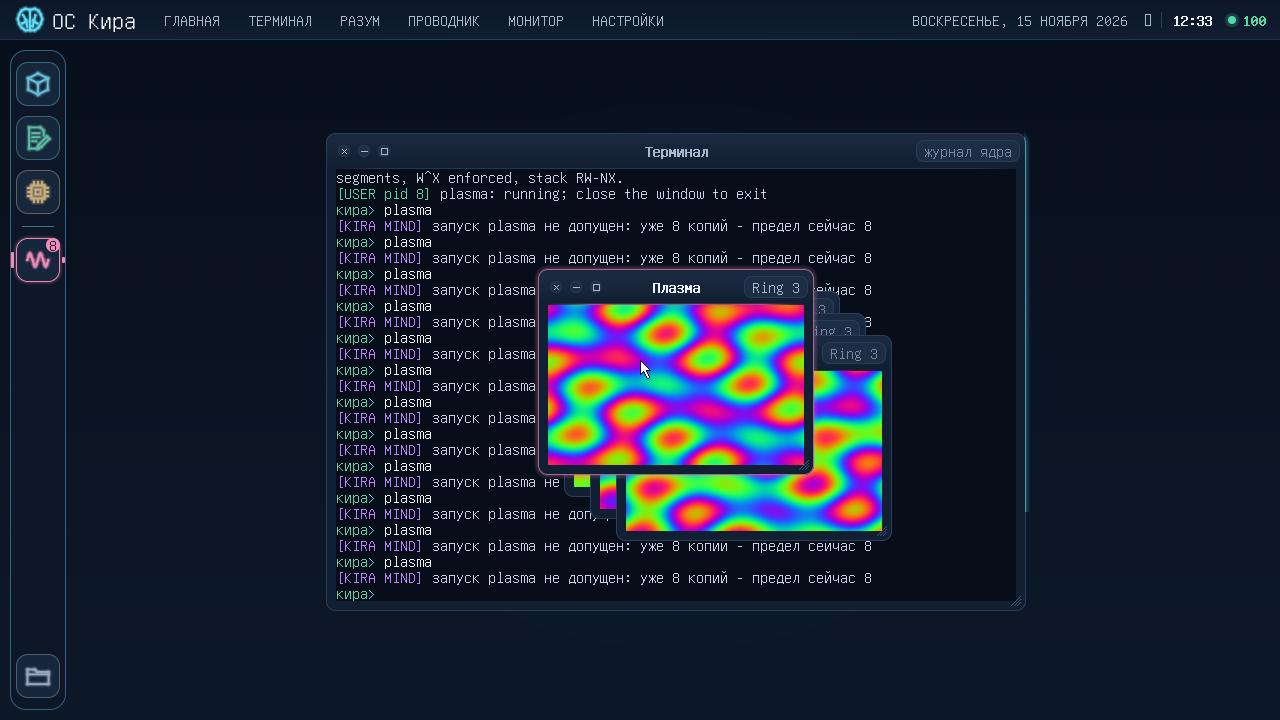 ОС Кира ГЛАВНАЯ ТЕРМИНАЛ РАЗУМ ПРОВОДНИК МОНИТОР НАСТРОЙКИ ВОСКРЕСЕНЬЕ, 15 НОЯБРЯ 2026 12:33 100
8
Терминал журнал ядра
segments, W^X enforced, stack RW-NX.
[USER pid 8] plasma: running; close the window to exit
кира> plasma
[KIRA MIND] запуск plasma не допущен: уже 8 копий - предел сейчас 8
кира> plasma
[KIRA MIND] запуск plasma не допущен: уже 8 копий - предел сейчас 8
кира> plasma
[KIRA MIND] запуск plasma сейчас 8
кира> plasma
[KIRA MIND] запуск plasma 8
кира> plasma
[KIRA MIND] запуск plasma
кира> plasma
[KIRA MIND] запуск plasma
кира> plasma
[KIRA MIND] запуск plasma
кира> plasma
[KIRA MIND] запуск plasma
кира> plasma
[KIRA MIND] запуск plasma не
кира> plasma
[KIRA MIND] запуск plasma не
кира> plasma
[KIRA MIND] запуск plasma не допущен: уже 8 копий - предел сейчас 8
кира> plasma
[KIRA MIND] запуск plasma не допущен: уже 8 копий - предел сейчас 8
кира>
Плазма Ring 3
3
ing 3
Ring 3